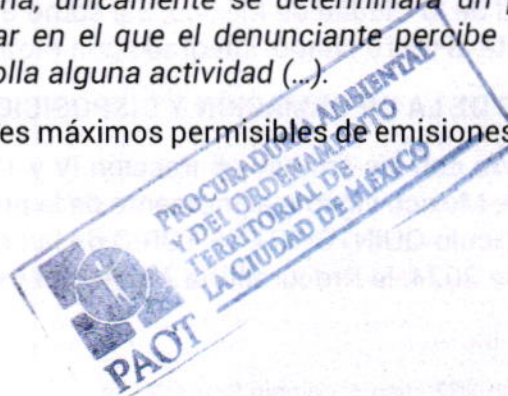 na, únicamente se determinará un p
ar en el que el denunciante percibe
olla alguna actividad (...).
es máximos permisibles de emisiones
PROCURADURÍA AMBIENTAL
Y DEL ORDENAMIENTO
TERRITORIAL DE
LA CIUDAD DE MÉXICO
PAOT